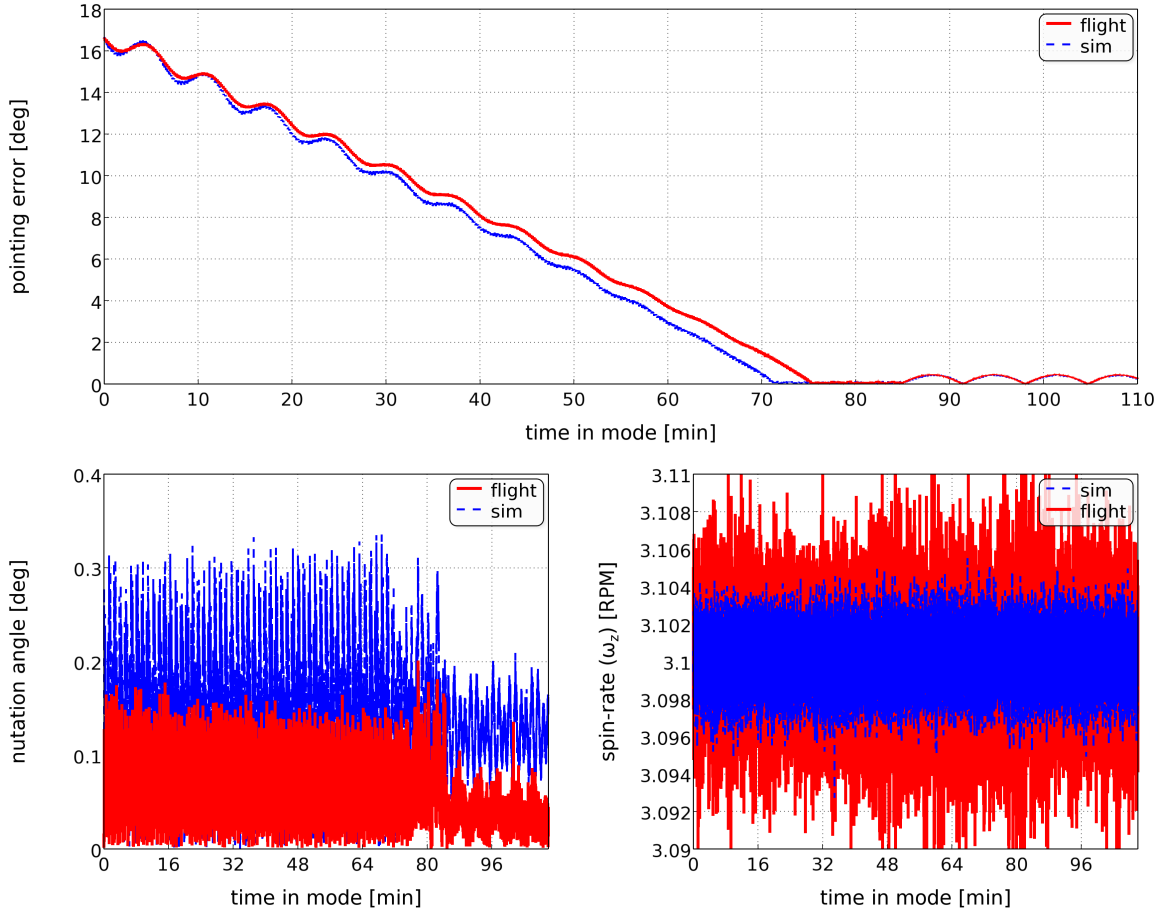 18
16
14
12
10
8
6
4
2
0
pointing error [deg]
flight
sim
0 10 20 30 40 50 60 70 80 90 100 110
time in mode [min]
0.4
0.3
0.2
0.1
0
nutation angle [deg]
flight
sim
0 16 32 48 64 80 96
time in mode [min]
3.11
3.108
3.106
3.104
3.102
3.1
3.098
3.096
3.094
3.092
3.09
spin-rate (ω_z) [RPM]
sim
flight
0 16 32 48 64 80 96
time in mode [min]